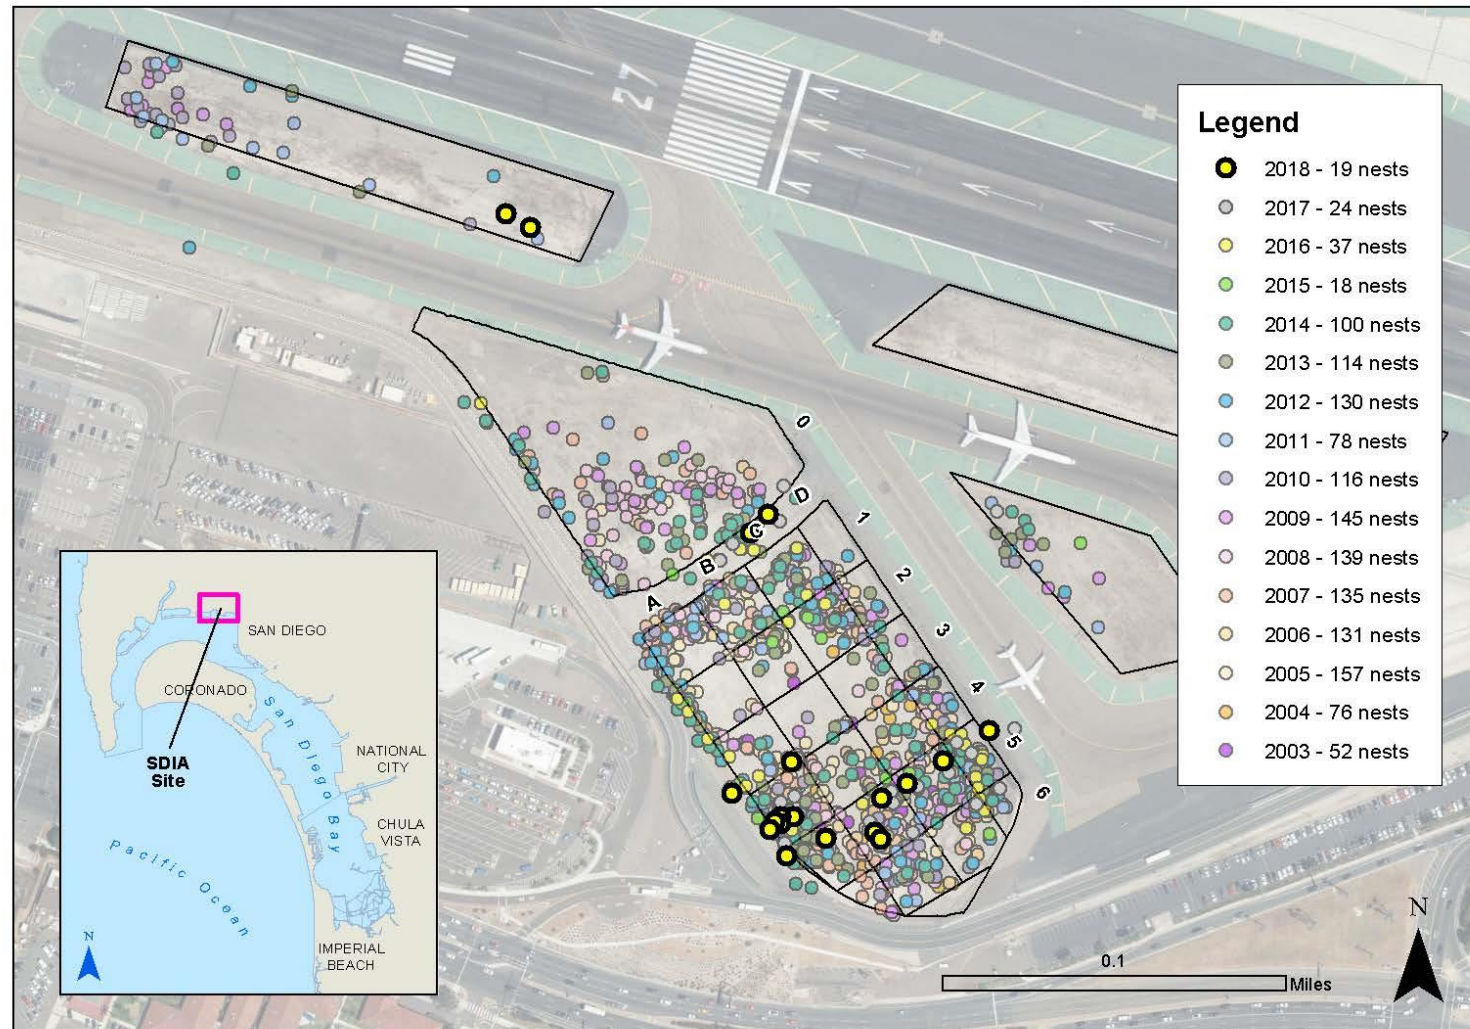 27
Legend
2018 - 19 nests
2017 - 24 nests
2016 - 37 nests
2015 - 18 nests
2014 - 100 nests
2013 - 114 nests
2012 - 130 nests
2011 - 78 nests
2010 - 116 nests
2009 - 145 nests
2008 - 139 nests
2007 - 135 nests
2006 - 131 nests
2005 - 157 nests
2004 - 76 nests
2003 - 52 nests
0
D
C
B
A
1
2
3
4
5
6
SAN DIEGO
CORONADO
San Diego Bay
SDIA
Site
NATIONAL
CITY
CHULA
VISTA
Pacific Ocean
IMPERIAL
BEACH
N
N
0.1
Miles